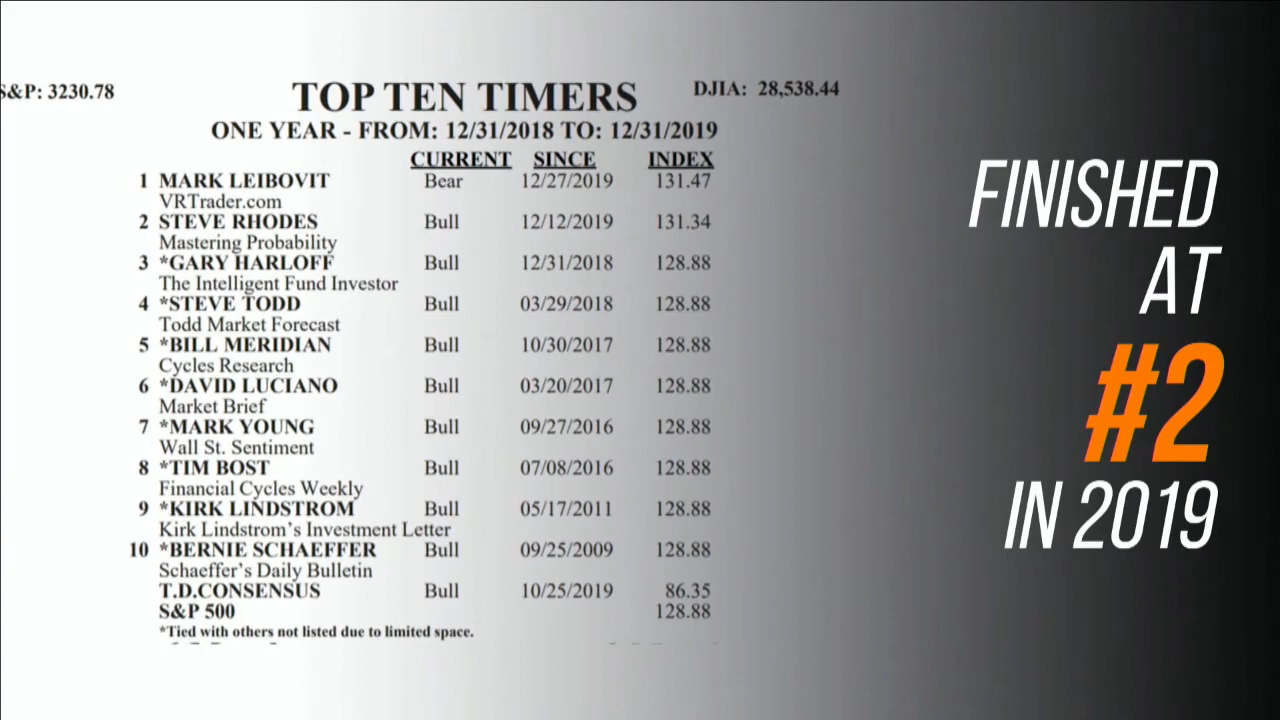 S&P: 3230.78
TOP TEN TIMERS
DJIA: 28,538.44
ONE YEAR - FROM: 12/31/2018 TO: 12/31/2019
CURRENT SINCE INDEX
1 MARK LEIBOVIT Bear 12/27/2019 131.47
VRTrader.com
2 STEVE RHODES Bull 12/12/2019 131.34
Mastering Probability
3 *GARY HARLOFF Bull 12/31/2018 128.88
The Intelligent Fund Investor
4 *STEVE TODD Bull 03/29/2018 128.88
Todd Market Forecast
5 *BILL MERIDIAN Bull 10/30/2017 128.88
Cycles Research
6 *DAVID LUCIANO Bull 03/20/2017 128.88
Market Brief
7 *MARK YOUNG Bull 09/27/2016 128.88
Wall St. Sentiment
8 *TIM BOST Bull 07/08/2016 128.88
Financial Cycles Weekly
9 *KIRK LINDSTROM Bull 05/17/2011 128.88
Kirk Lindstrom's Investment Letter
10 *BERNIE SCHAEFFER Bull 09/25/2009 128.88
Schaeffer's Daily Bulletin
T.D.CONSENSUS Bull 10/25/2019 86.35
S&P 500 128.88
*Tied with others not listed due to limited space.
FINISHED
AT
#2
IN 2019